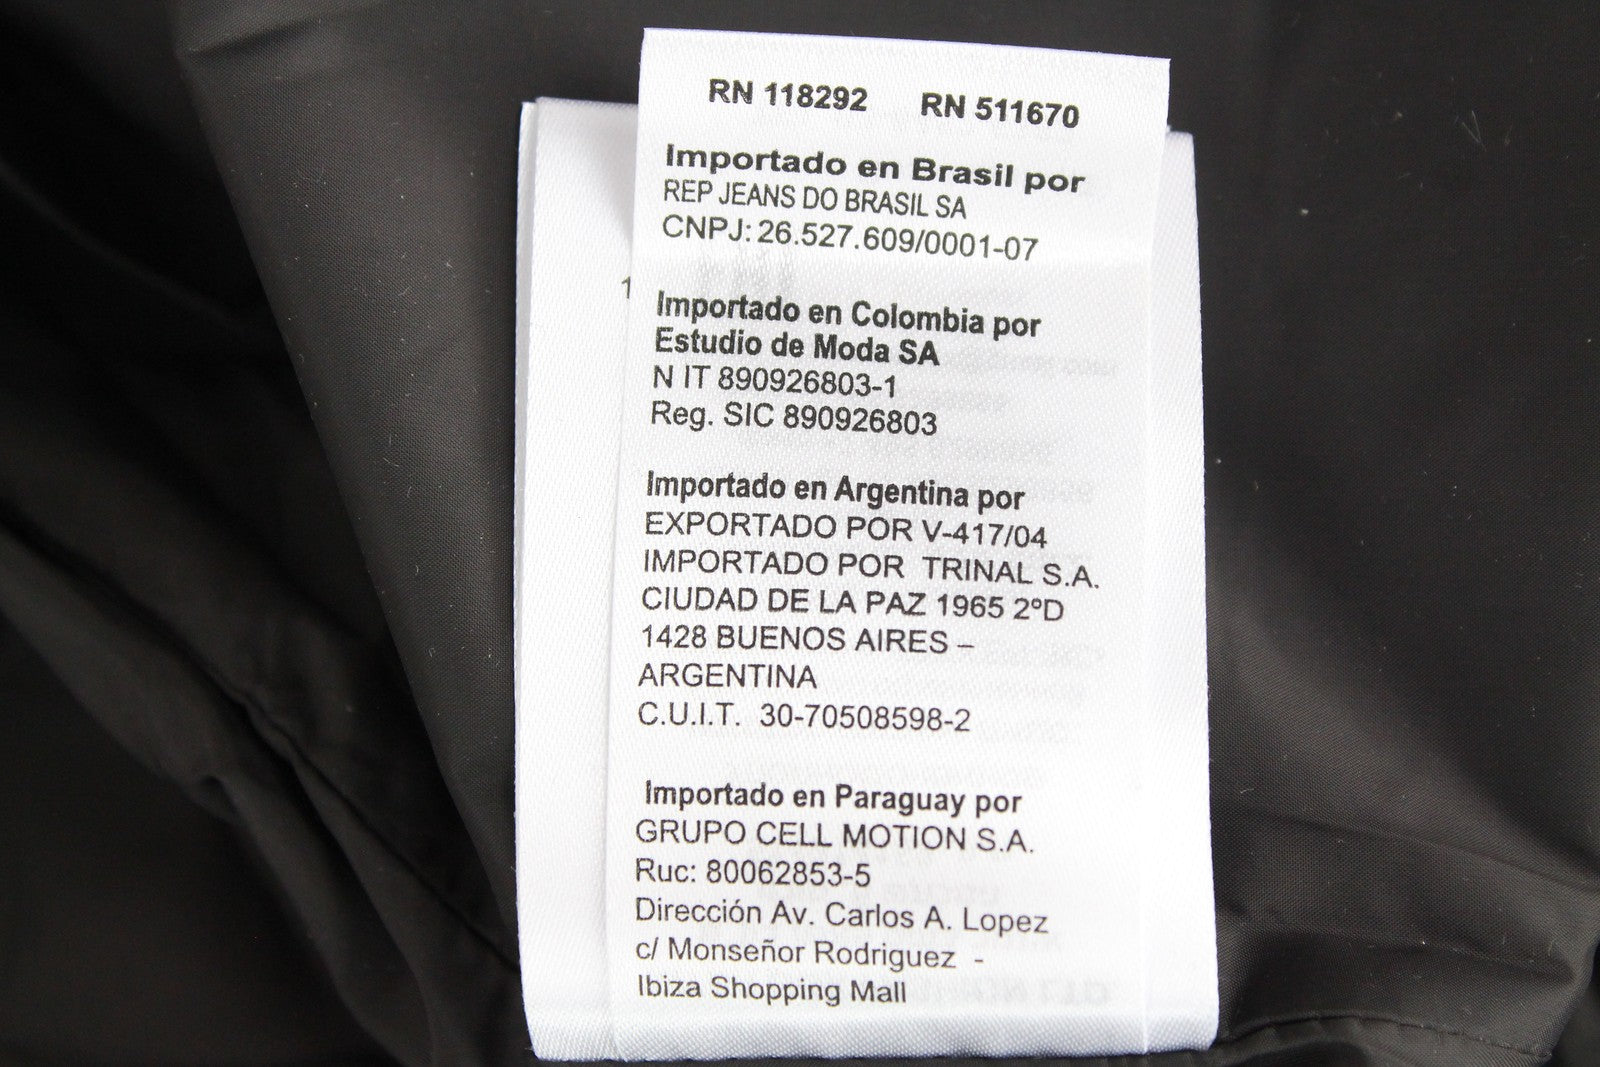 RN 118292 RN 511670
Importado en Brasil por
REP JEANS DO BRASIL SA
CNPJ: 26.527.609/0001-07
1
Importado en Colombia por
Estudio de Moda SA
N IT 890926803-1
Reg. SIC 890926803
Importado en Argentina por
EXPORTADO POR V-417/04
IMPORTADO POR TRINAL S.A.
CIUDAD DE LA PAZ 1965 2ºD
1428 BUENOS AIRES –
ARGENTINA
C.U.I.T. 30-70508598-2
Importado en Paraguay por
GRUPO CELL MOTION S.A.
Ruc: 80062853-5
Dirección Av. Carlos A. Lopez
c/ Monseñor Rodriguez -
Ibiza Shopping Mall